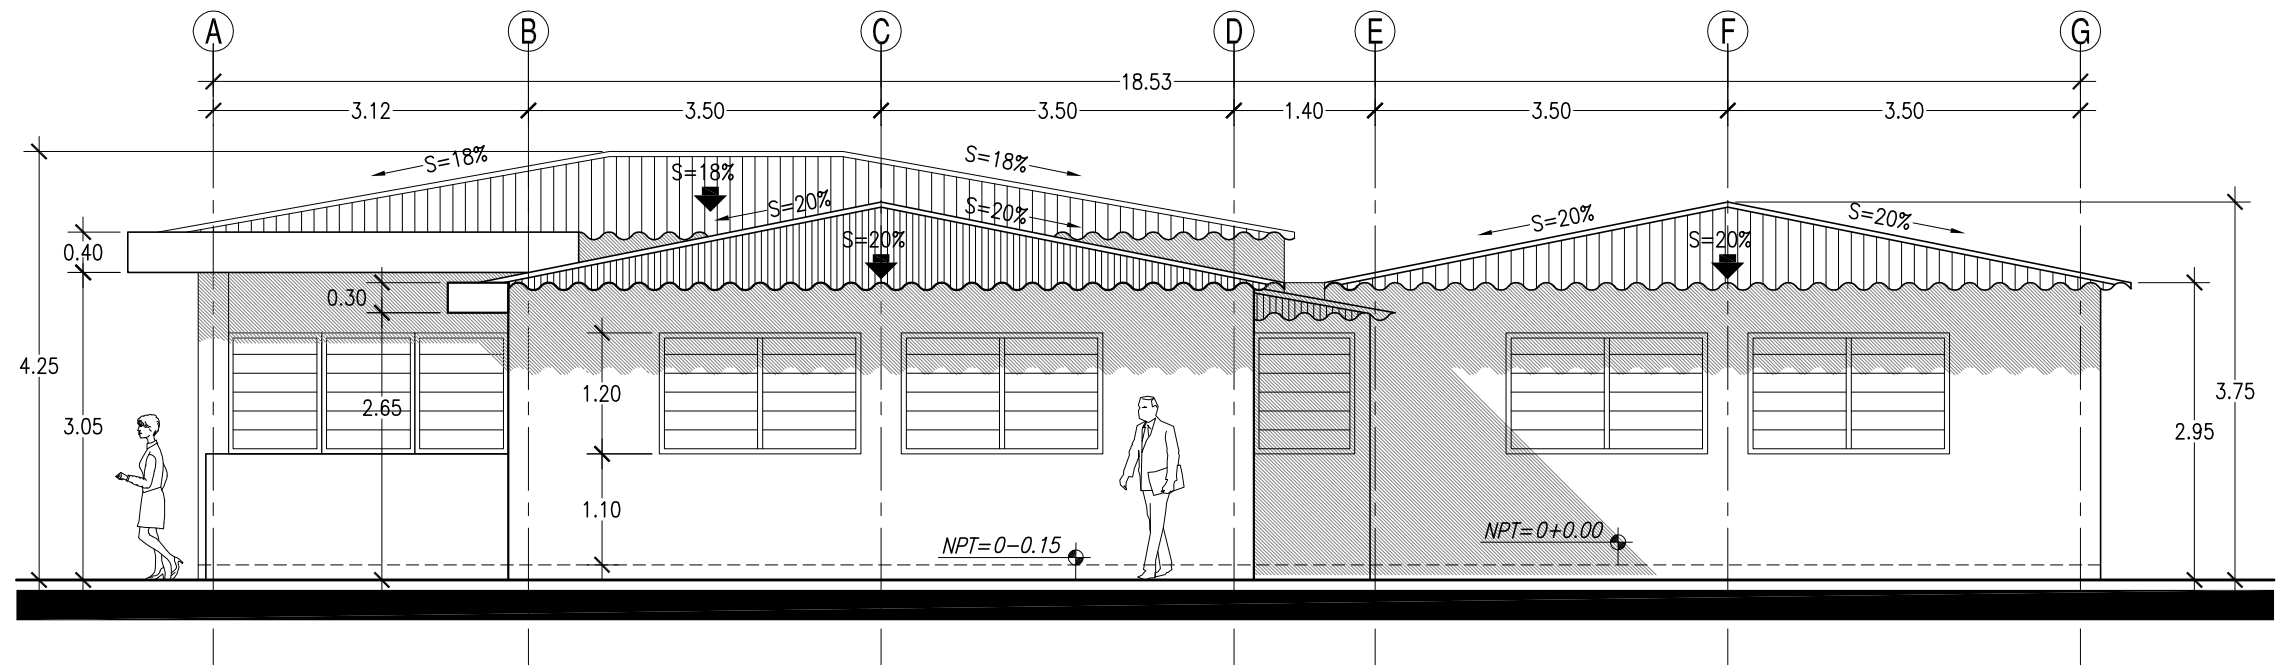 A B C D E F G
18.53
3.12 3.50 3.50 1.40 3.50 3.50
S=18% S=18%
S=18%
S=20% S=20% S=20% S=20%
S=20% S=20%
0.40
0.30
4.25 1.20 3.75
2.65
3.05 2.95
1.10
NPT=0+0.00
NPT=0-0.15